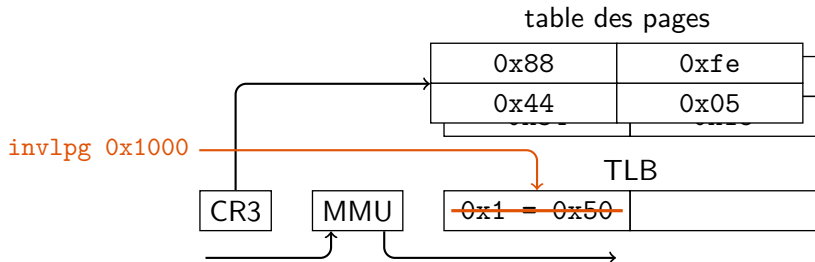 table des pages
0x88 0xfe
0x44 0x05
invlpg 0x1000
TLB
CR3 MMU 0x1 = 0x50